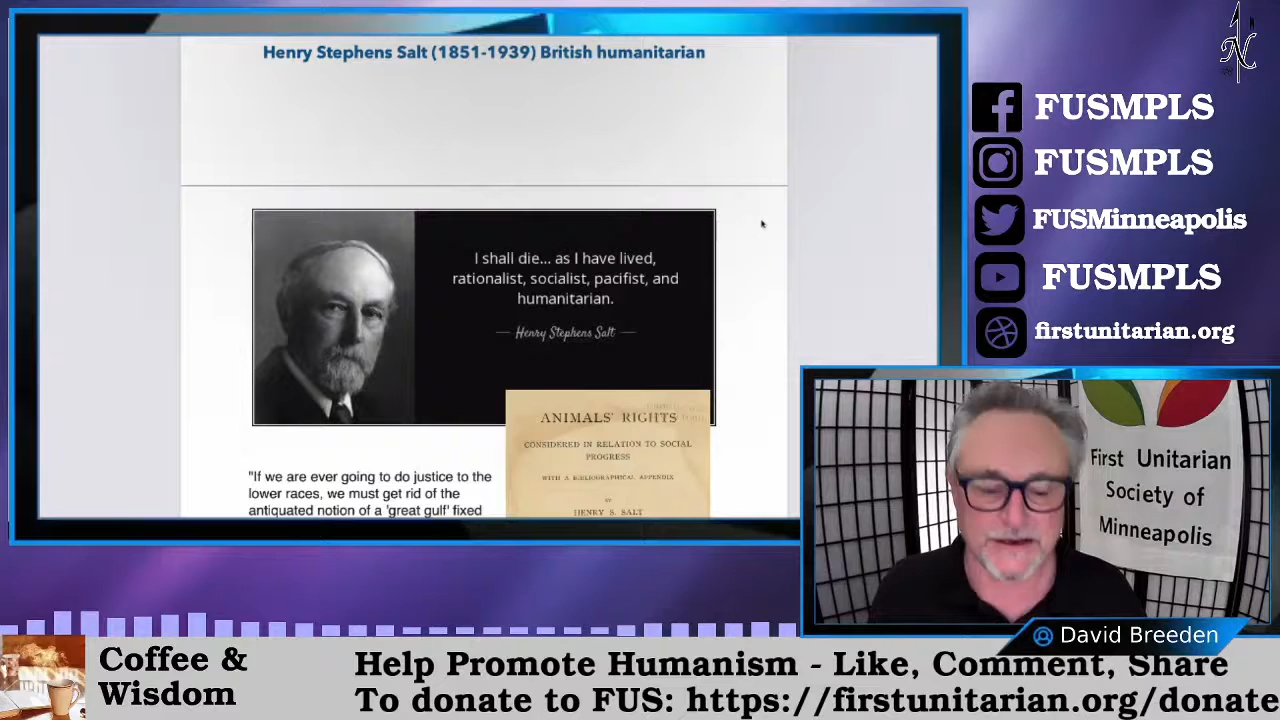 Henry Stephens Salt (1851-1939) British humanitarian
I shall die... as I have lived,
rationalist, socialist, pacifist, and
humanitarian.
Henry Stephens Salt
ANIMALS' RIGHTS
CONSIDERED IN RELATION TO SOCIAL
PROGRESS
WITH A BIBLIOGRAPHICAL APPENDIX
BY
HENRY S. SALT
"If we are ever going to do justice to the
lower races, we must get rid of the
antiquated notion of a 'great gulf' fixed
FUSMPLS
FUSMPLS
FUSMinneapolis
FUSMPLS
firstunitarian.org
First Unitarian
Society of
Minneapolis
David Breeden
Coffee &
Wisdom
Help Promote Humanism - Like, Comment, Share
To donate to FUS: https://firstunitarian.org/donate